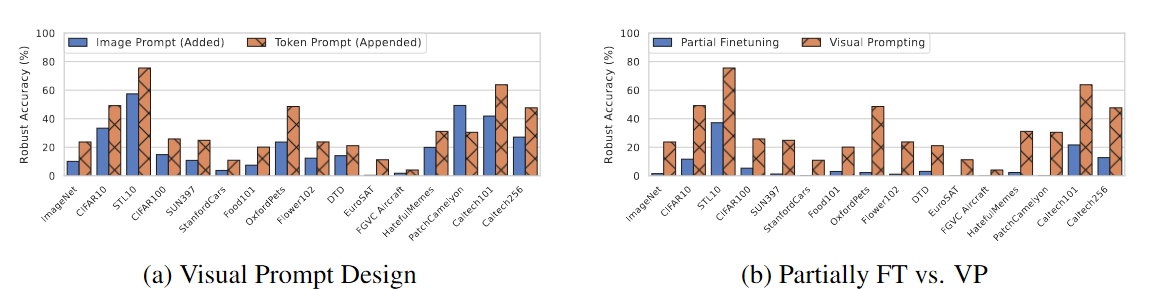 100
80
60
40
20
0
Robust Accuracy (%)
Image Prompt (Added)
Token Prompt (Appended)
ImageNet
CIFAR10
STL10
CIFAR100
SUN397
StanfordCars
Food101
OxfordPets
Flower102
DTD
EuroSAT
FGVC Aircraft
HatefulMemes
PatchCamelyon
Caltech101
Caltech256
(a) Visual Prompt Design
100
80
60
40
20
0
Robust Accuracy (%)
Partial Finetuning
Visual Prompting
ImageNet
CIFAR10
STL10
CIFAR100
SUN397
StanfordCars
Food101
OxfordPets
Flower102
DTD
EuroSAT
FGVC Aircraft
HatefulMemes
PatchCamelyon
Caltech101
Caltech256
(b) Partially FT vs. VP